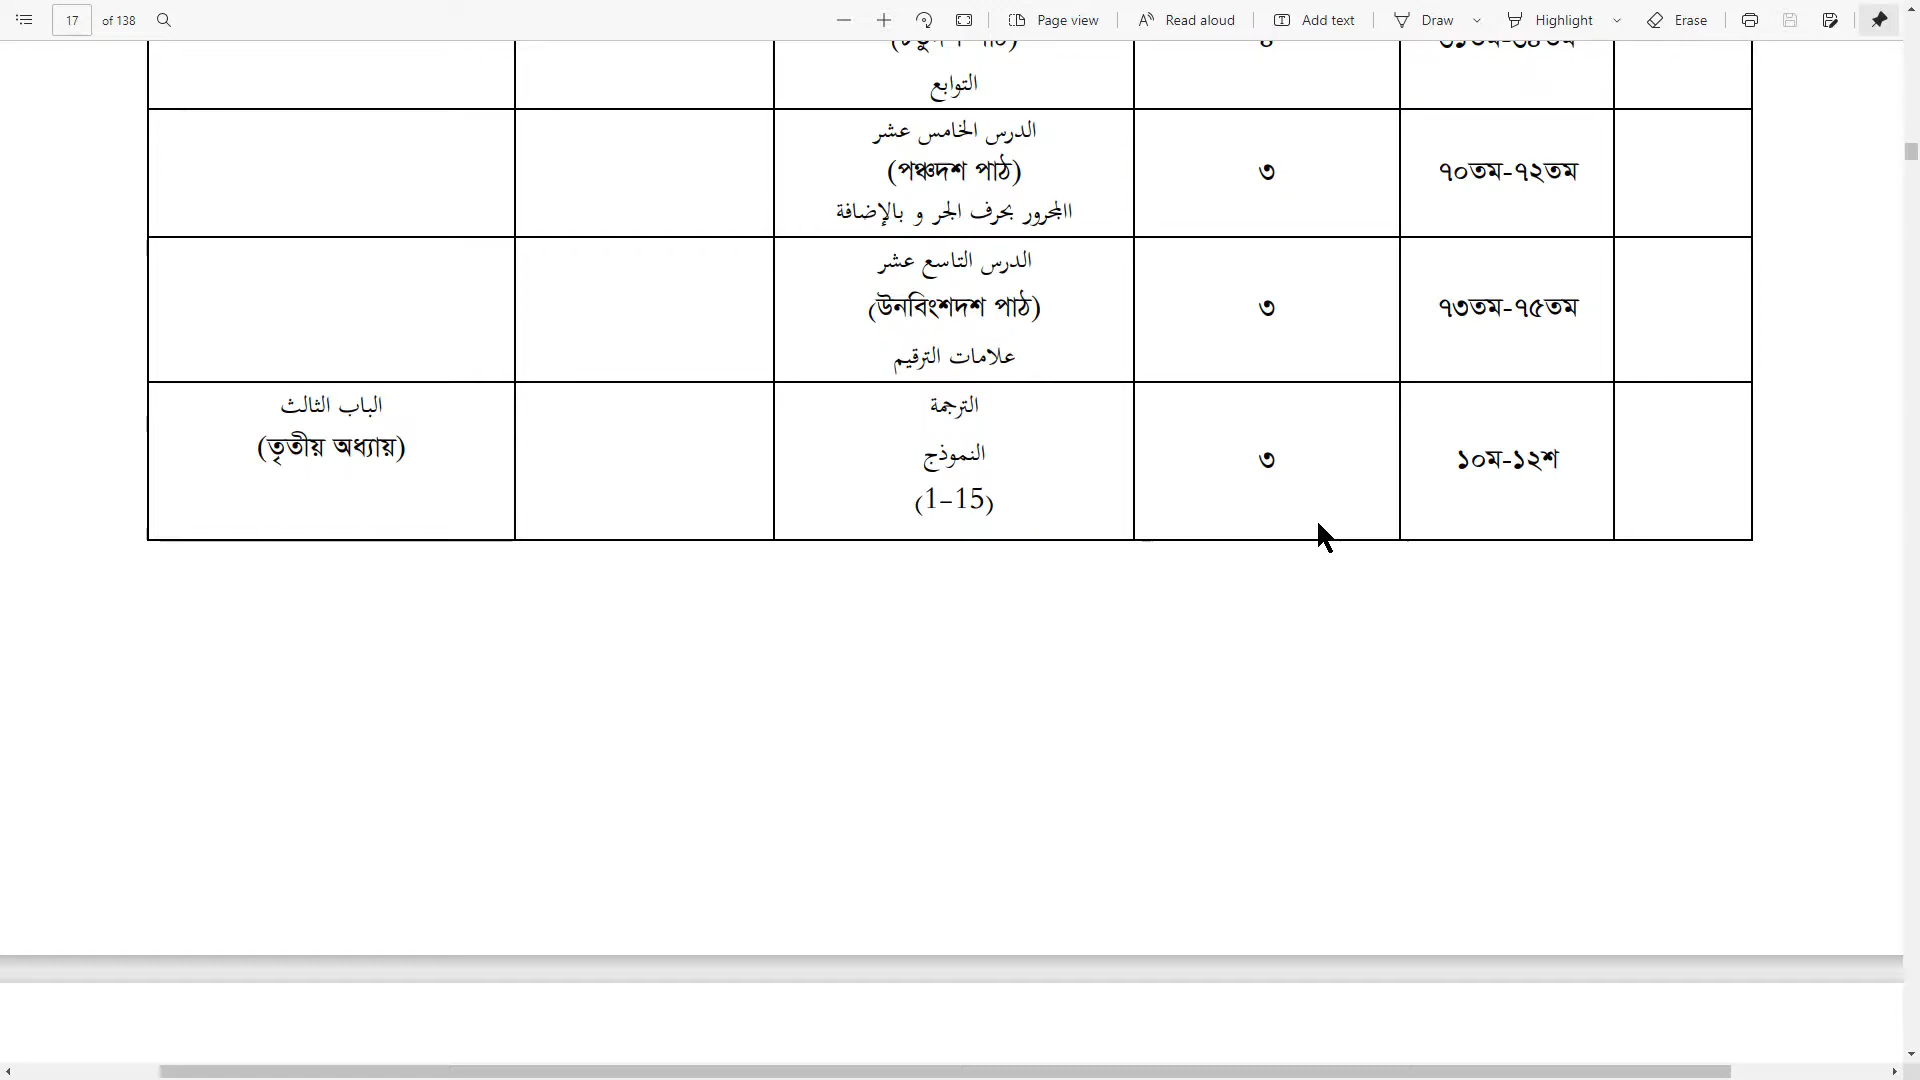 17 of 138 Page view Read aloud Add text Draw Highlight Erase
التوابع
الدرس الخامس عشر
(পঞ্চদশ পাঠ)
৩
৭০তম-৭২তম
االمجرور بحرف الجر و بالإضافة
الدرس التاسع عشر
(উনবিংশদশ পাঠ)
৩
৭৩তম-৭৫তম
علامات الترقيم
الباب الثالث
(তৃতীয় অধ্যায়)
الترجمة
النموذج
(1–15)
৩
১০ম-১২শ